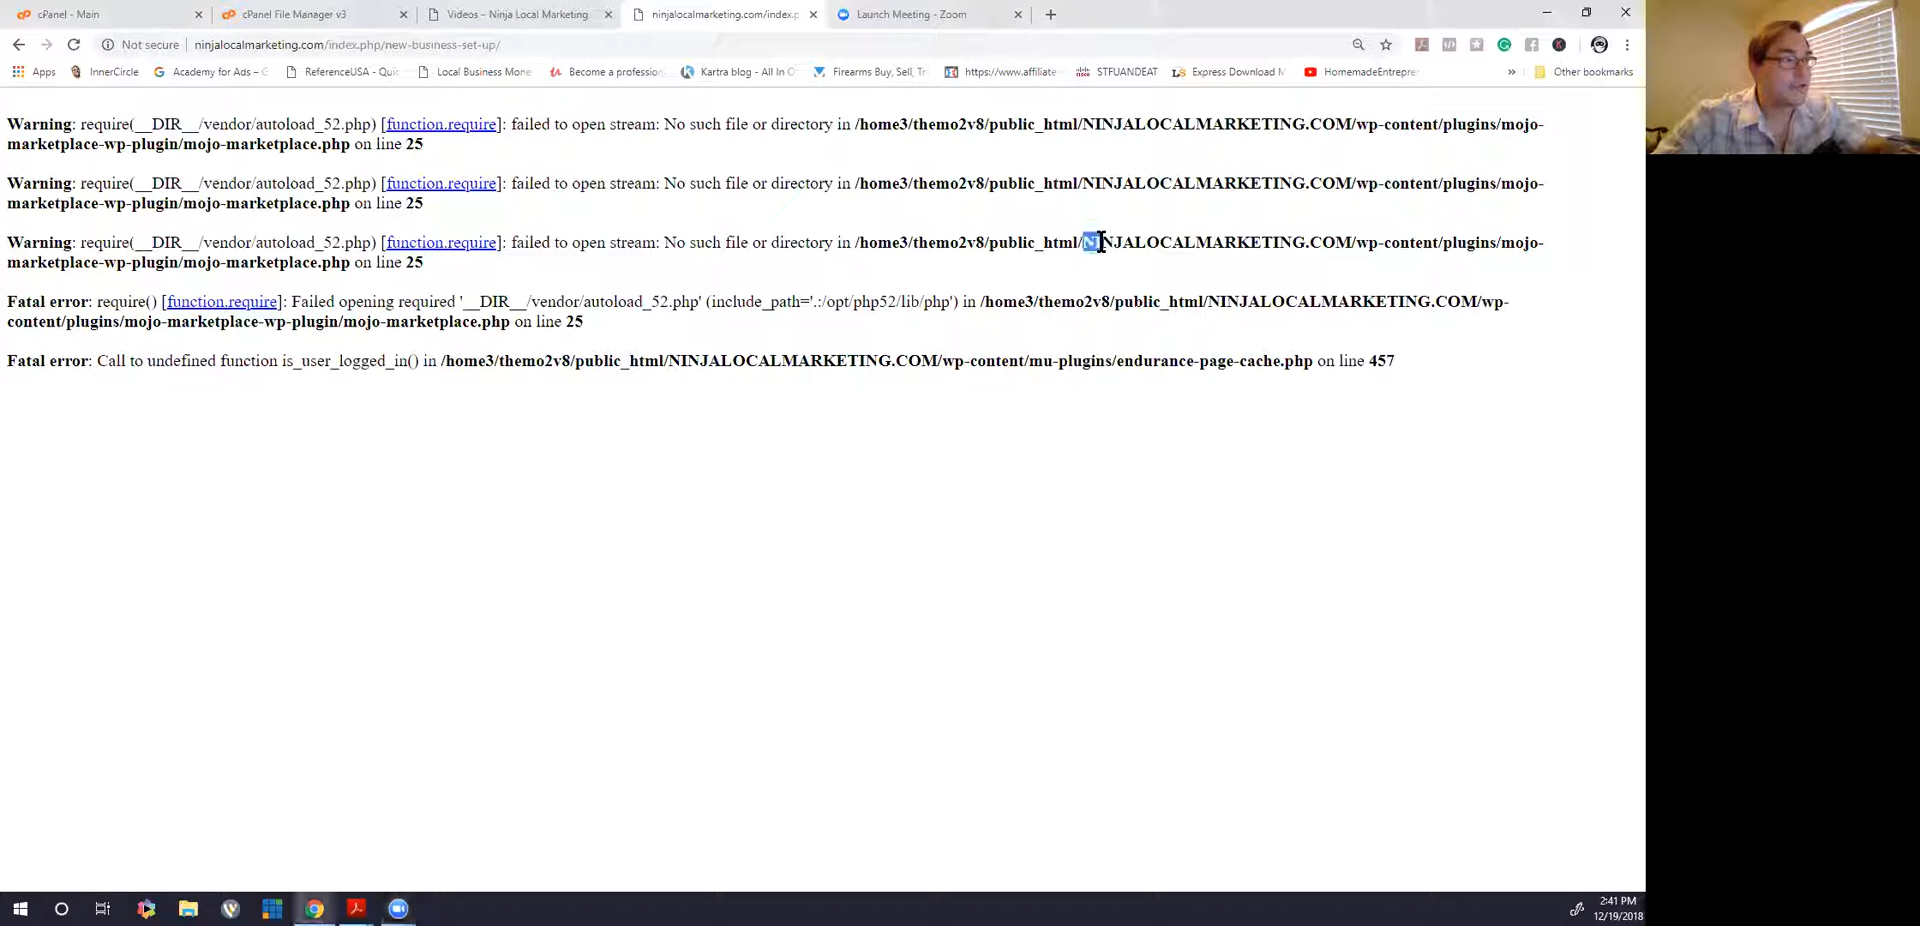 cPanel - Main
cPanel File Manager v3
Videos – Ninja Local Marketing
ninjalocalmarketing.com/index.p
Launch Meeting - Zoom
Not secure
ninjalocalmarketing.com/index.php/new-business-set-up/
Apps
InnerCircle
Academy for Ads – G
ReferenceUSA - Quic
Local Business Mone
Become a profession
Kartra blog - All In O
Firearms Buy, Sell, Tr
https://www.affiliate
STFUANDEAT
Express Download M
HomemadeEntrepre
Other bookmarks
Warning: require(__DIR__/vendor/autoload_52.php) [function.require]: failed to open stream: No such file or directory in /home3/themo2v8/public_html/NINJALOCALMARKETING.COM/wp-content/plugins/mojo-
marketplace-wp-plugin/mojo-marketplace.php on line 25
Warning: require(__DIR__/vendor/autoload_52.php) [function.require]: failed to open stream: No such file or directory in /home3/themo2v8/public_html/NINJALOCALMARKETING.COM/wp-content/plugins/mojo-
marketplace-wp-plugin/mojo-marketplace.php on line 25
Warning: require(__DIR__/vendor/autoload_52.php) [function.require]: failed to open stream: No such file or directory in /home3/themo2v8/public_html/NINJALOCALMARKETING.COM/wp-content/plugins/mojo-
marketplace-wp-plugin/mojo-marketplace.php on line 25
Fatal error: require() [function.require]: Failed opening required '__DIR__/vendor/autoload_52.php' (include_path='.:/opt/php52/lib/php') in /home3/themo2v8/public_html/NINJALOCALMARKETING.COM/wp-
content/plugins/mojo-marketplace-wp-plugin/mojo-marketplace.php on line 25
Fatal error: Call to undefined function is_user_logged_in() in /home3/themo2v8/public_html/NINJALOCALMARKETING.COM/wp-content/mu-plugins/endurance-page-cache.php on line 457
2:41 PM
12/19/2018